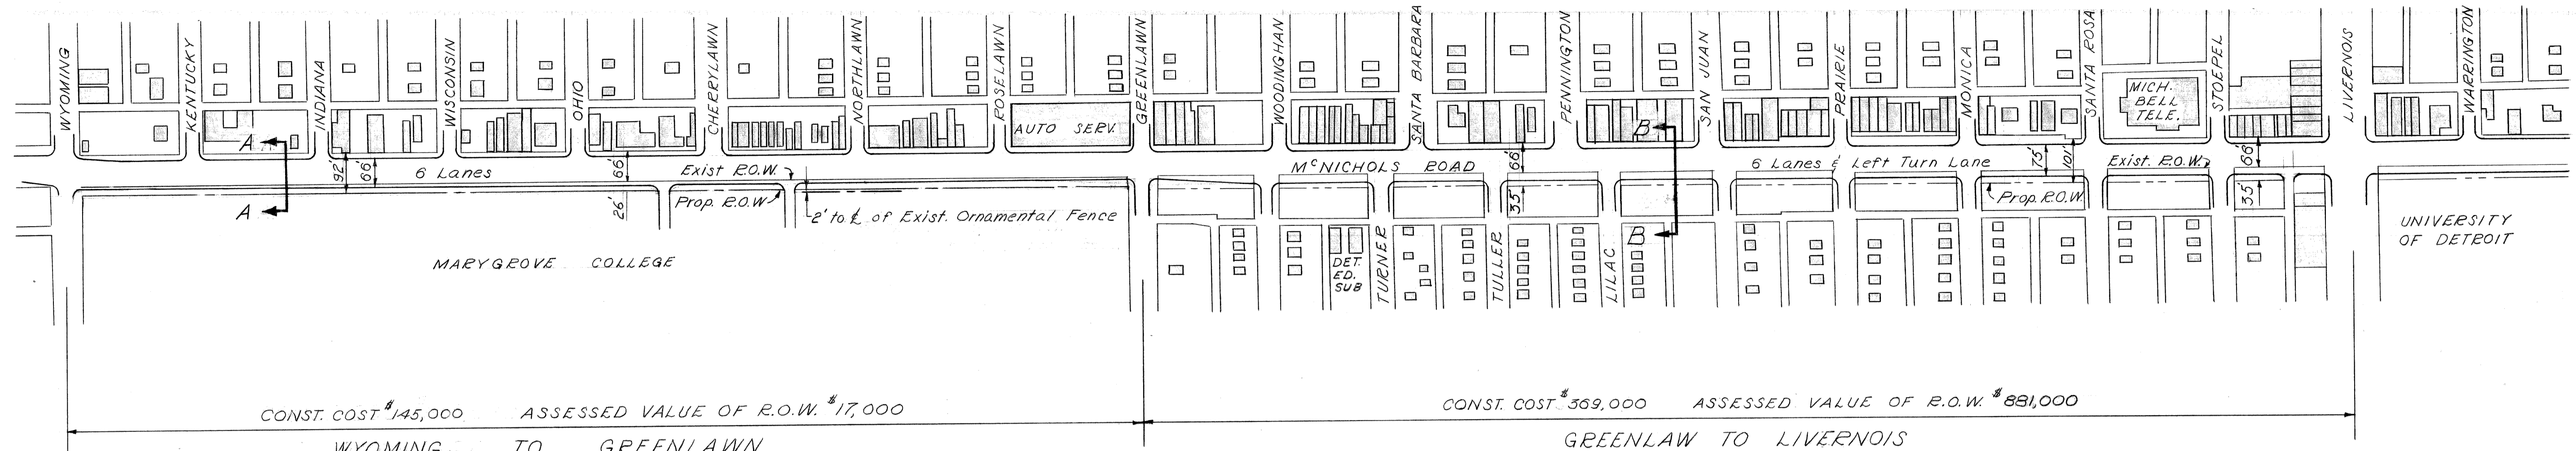 WYOMING
KENTUCKY
INDIANA
WISCONSIN
OHIO
CHERRYLAWN
NORTHLAWN
ROSELAWN
GREENLAWN
WOODINGHAN
SANTA BARBARA
PENNINGTON
SAN JUAN
PRAIRIE
MONICA
SANTA ROSA
STOEPEL
LIVERNOIS
WARRINGTON
AUTO SERV.
MICH.
BELL
TELE.
A
A
B
B
92'
66'
6 Lanes
66'
26'
Exist R.O.W.
Prop. R.O.W
2' to ℄ of Exist. Ornamental Fence
McNICHOLS ROAD
66'
35'
6 Lanes & Left Turn Lane
75'
101'
Exist. R.O.W.
Prop. R.O.W.
66'
35'
MARYGROVE COLLEGE
DET.
ED.
SUB
TURNER
TULLER
LILAC
UNIVERSITY
OF DETROIT
CONST. COST $145,000 ASSESSED VALUE OF R.O.W. $17,000
CONST. COST $369,000 ASSESSED VALUE OF R.O.W. $881,000
WYOMING TO GREENLAWN
GREENLAW TO LIVERNOIS